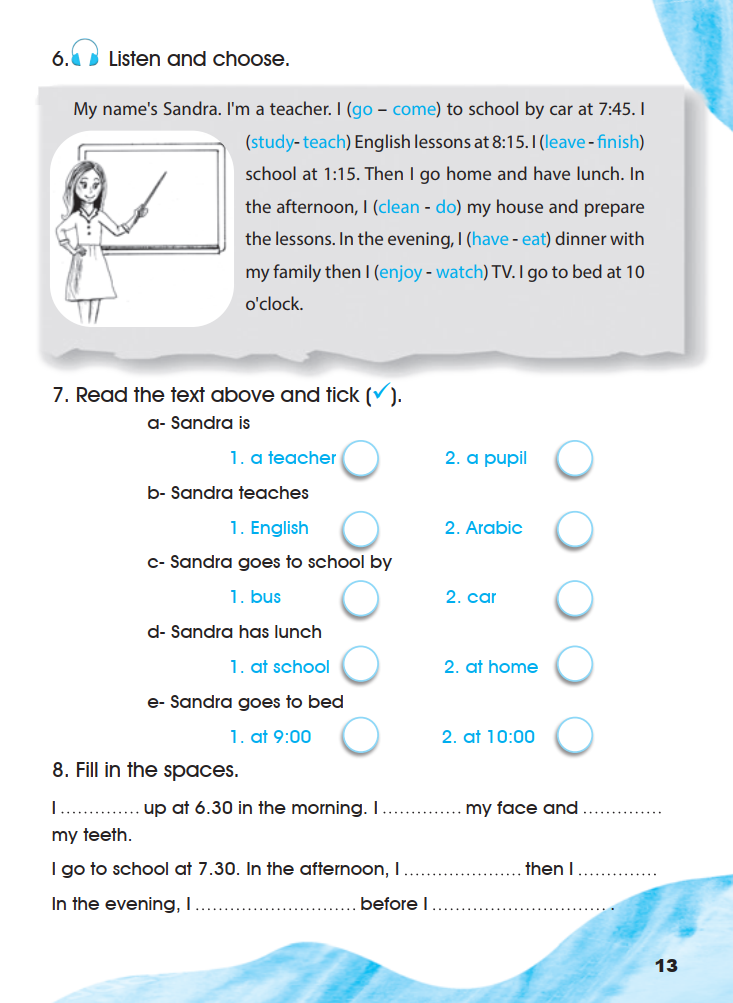 6. Listen and choose.
My name's Sandra. I'm a teacher. I (go – come) to school by car at 7:45. I
(study- teach) English lessons at 8:15. I (leave - finish)
school at 1:15. Then I go home and have lunch. In
the afternoon, I (clean - do) my house and prepare
the lessons. In the evening, I (have - eat) dinner with
my family then I (enjoy - watch) TV. I go to bed at 10
o'clock.
7. Read the text above and tick (✓).
a- Sandra is
1. a teacher 2. a pupil
b- Sandra teaches
1. English 2. Arabic
c- Sandra goes to school by
1. bus 2. car
d- Sandra has lunch
1. at school 2. at home
e- Sandra goes to bed
1. at 9:00 2. at 10:00
8. Fill in the spaces.
I .............. up at 6.30 in the morning. I .............. my face and ..............
my teeth.
I go to school at 7.30. In the afternoon, I ..................... then I ..............
In the evening, I ............................. before I ............................... .
13